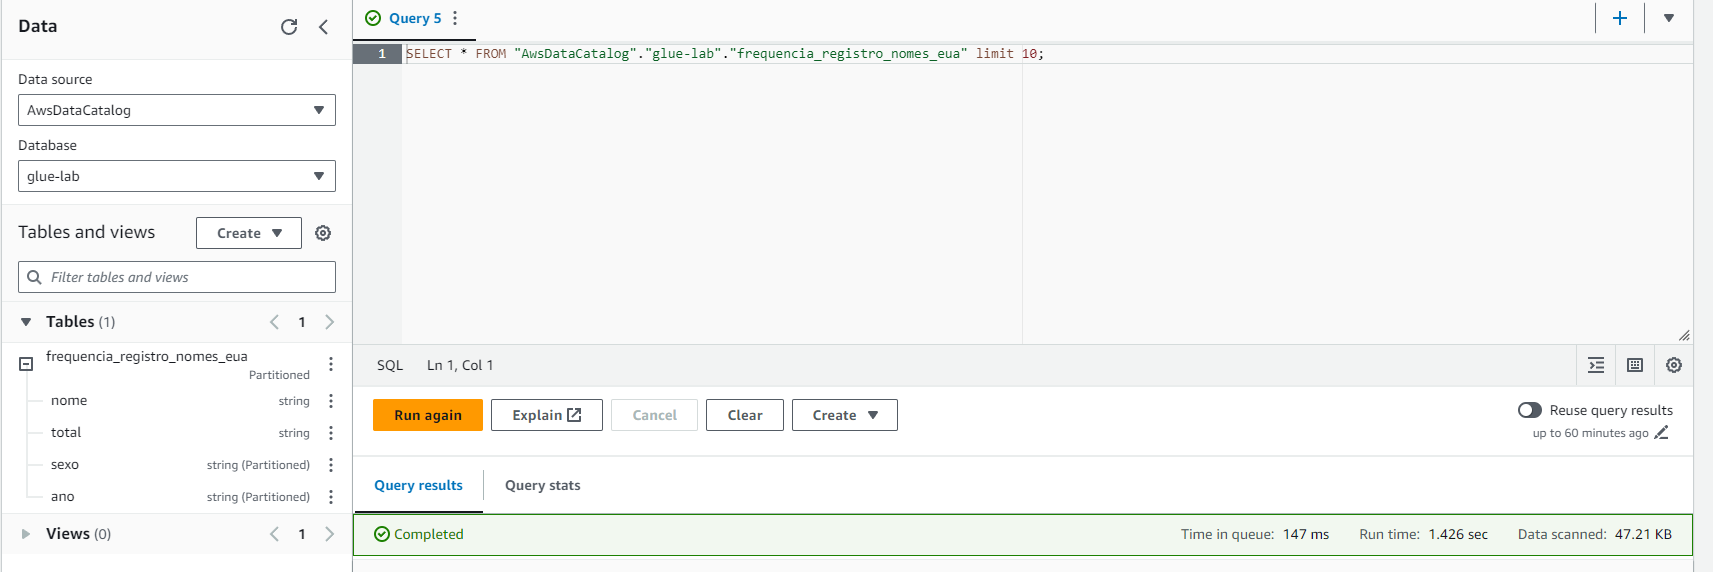 Data
Data source
AwsDataCatalog
Database
glue-lab
Tables and views
Create
Filter tables and views
Tables (1)
1
frequencia_registro_nomes_eua
Partitioned
nome string
total string
sexo string (Partitioned)
ano string (Partitioned)
Views (0)
1
Query 5
1 SELECT * FROM "AwsDataCatalog"."glue-lab"."frequencia_registro_nomes_eua" limit 10;
SQL Ln 1, Col 1
Run again Explain Cancel Clear Create
Reuse query results
up to 60 minutes ago
Query results Query stats
Completed Time in queue: 147 ms Run time: 1.426 sec Data scanned: 47.21 KB